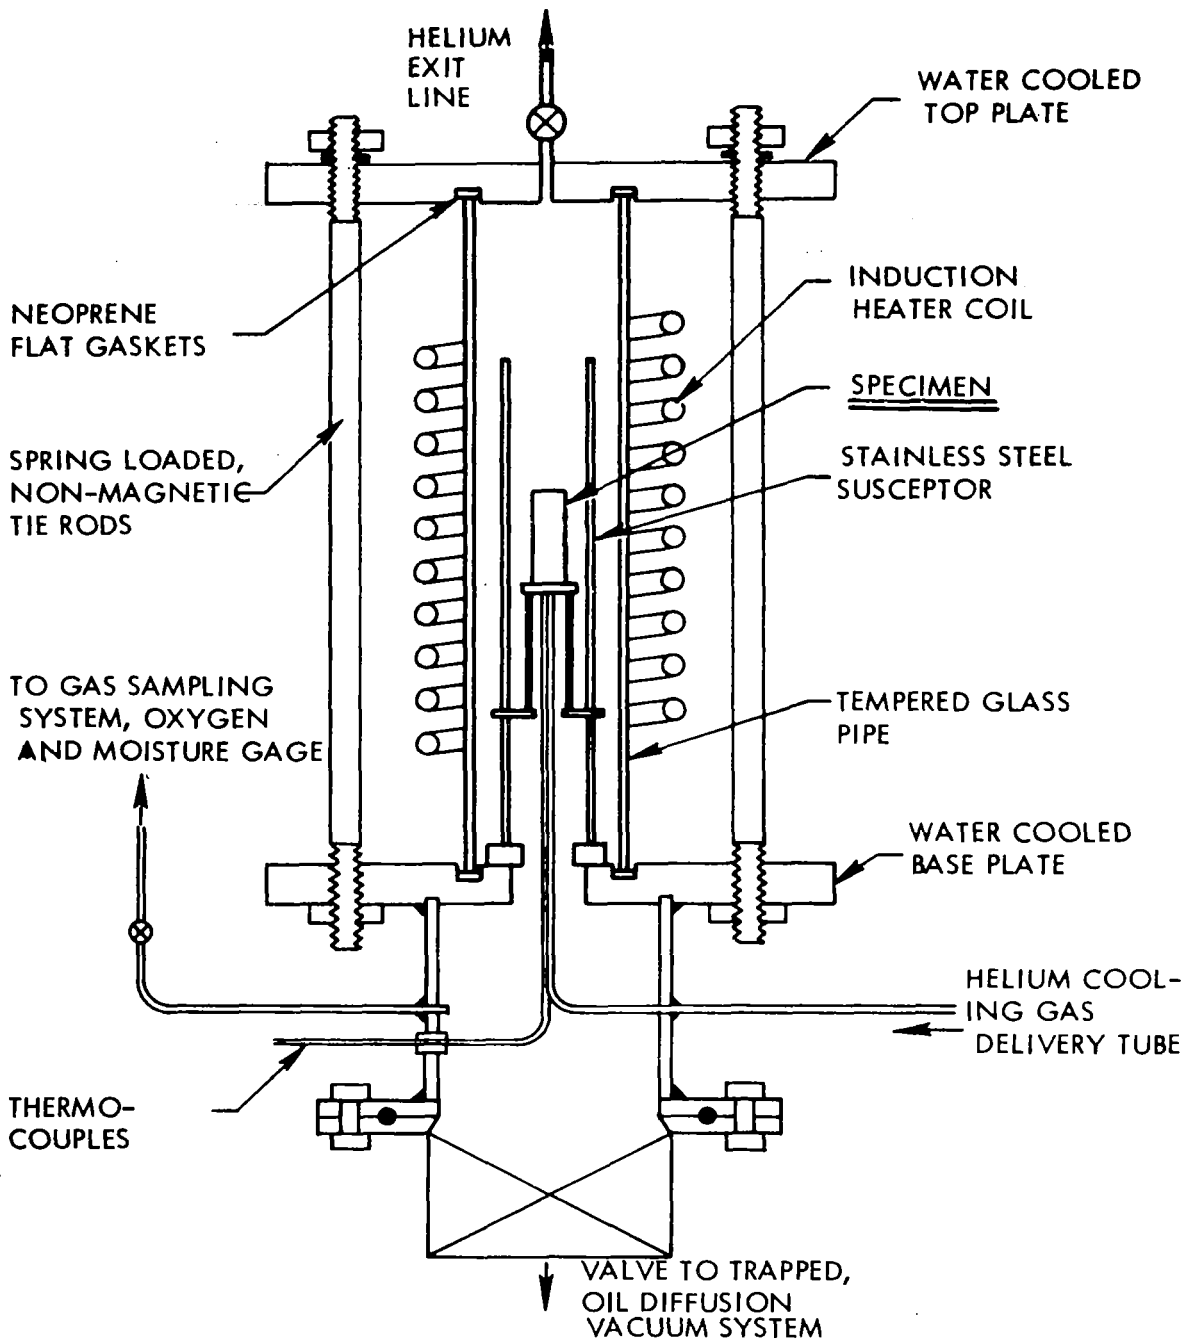 HELIUM
EXIT
LINE
WATER COOLED
TOP PLATE
NEOPRENE
FLAT GASKETS
INDUCTION
HEATER COIL
SPECIMEN
SPRING LOADED,
NON-MAGNETIC
TIE RODS
STAINLESS STEEL
SUSCEPTOR
TO GAS SAMPLING
SYSTEM, OXYGEN
AND MOISTURE GAGE
TEMPERED GLASS
PIPE
WATER COOLED
BASE PLATE
HELIUM COOL-
ING GAS
DELIVERY TUBE
THERMO-
COUPLES
VALVE TO TRAPPED,
OIL DIFFUSION
VACUUM SYSTEM